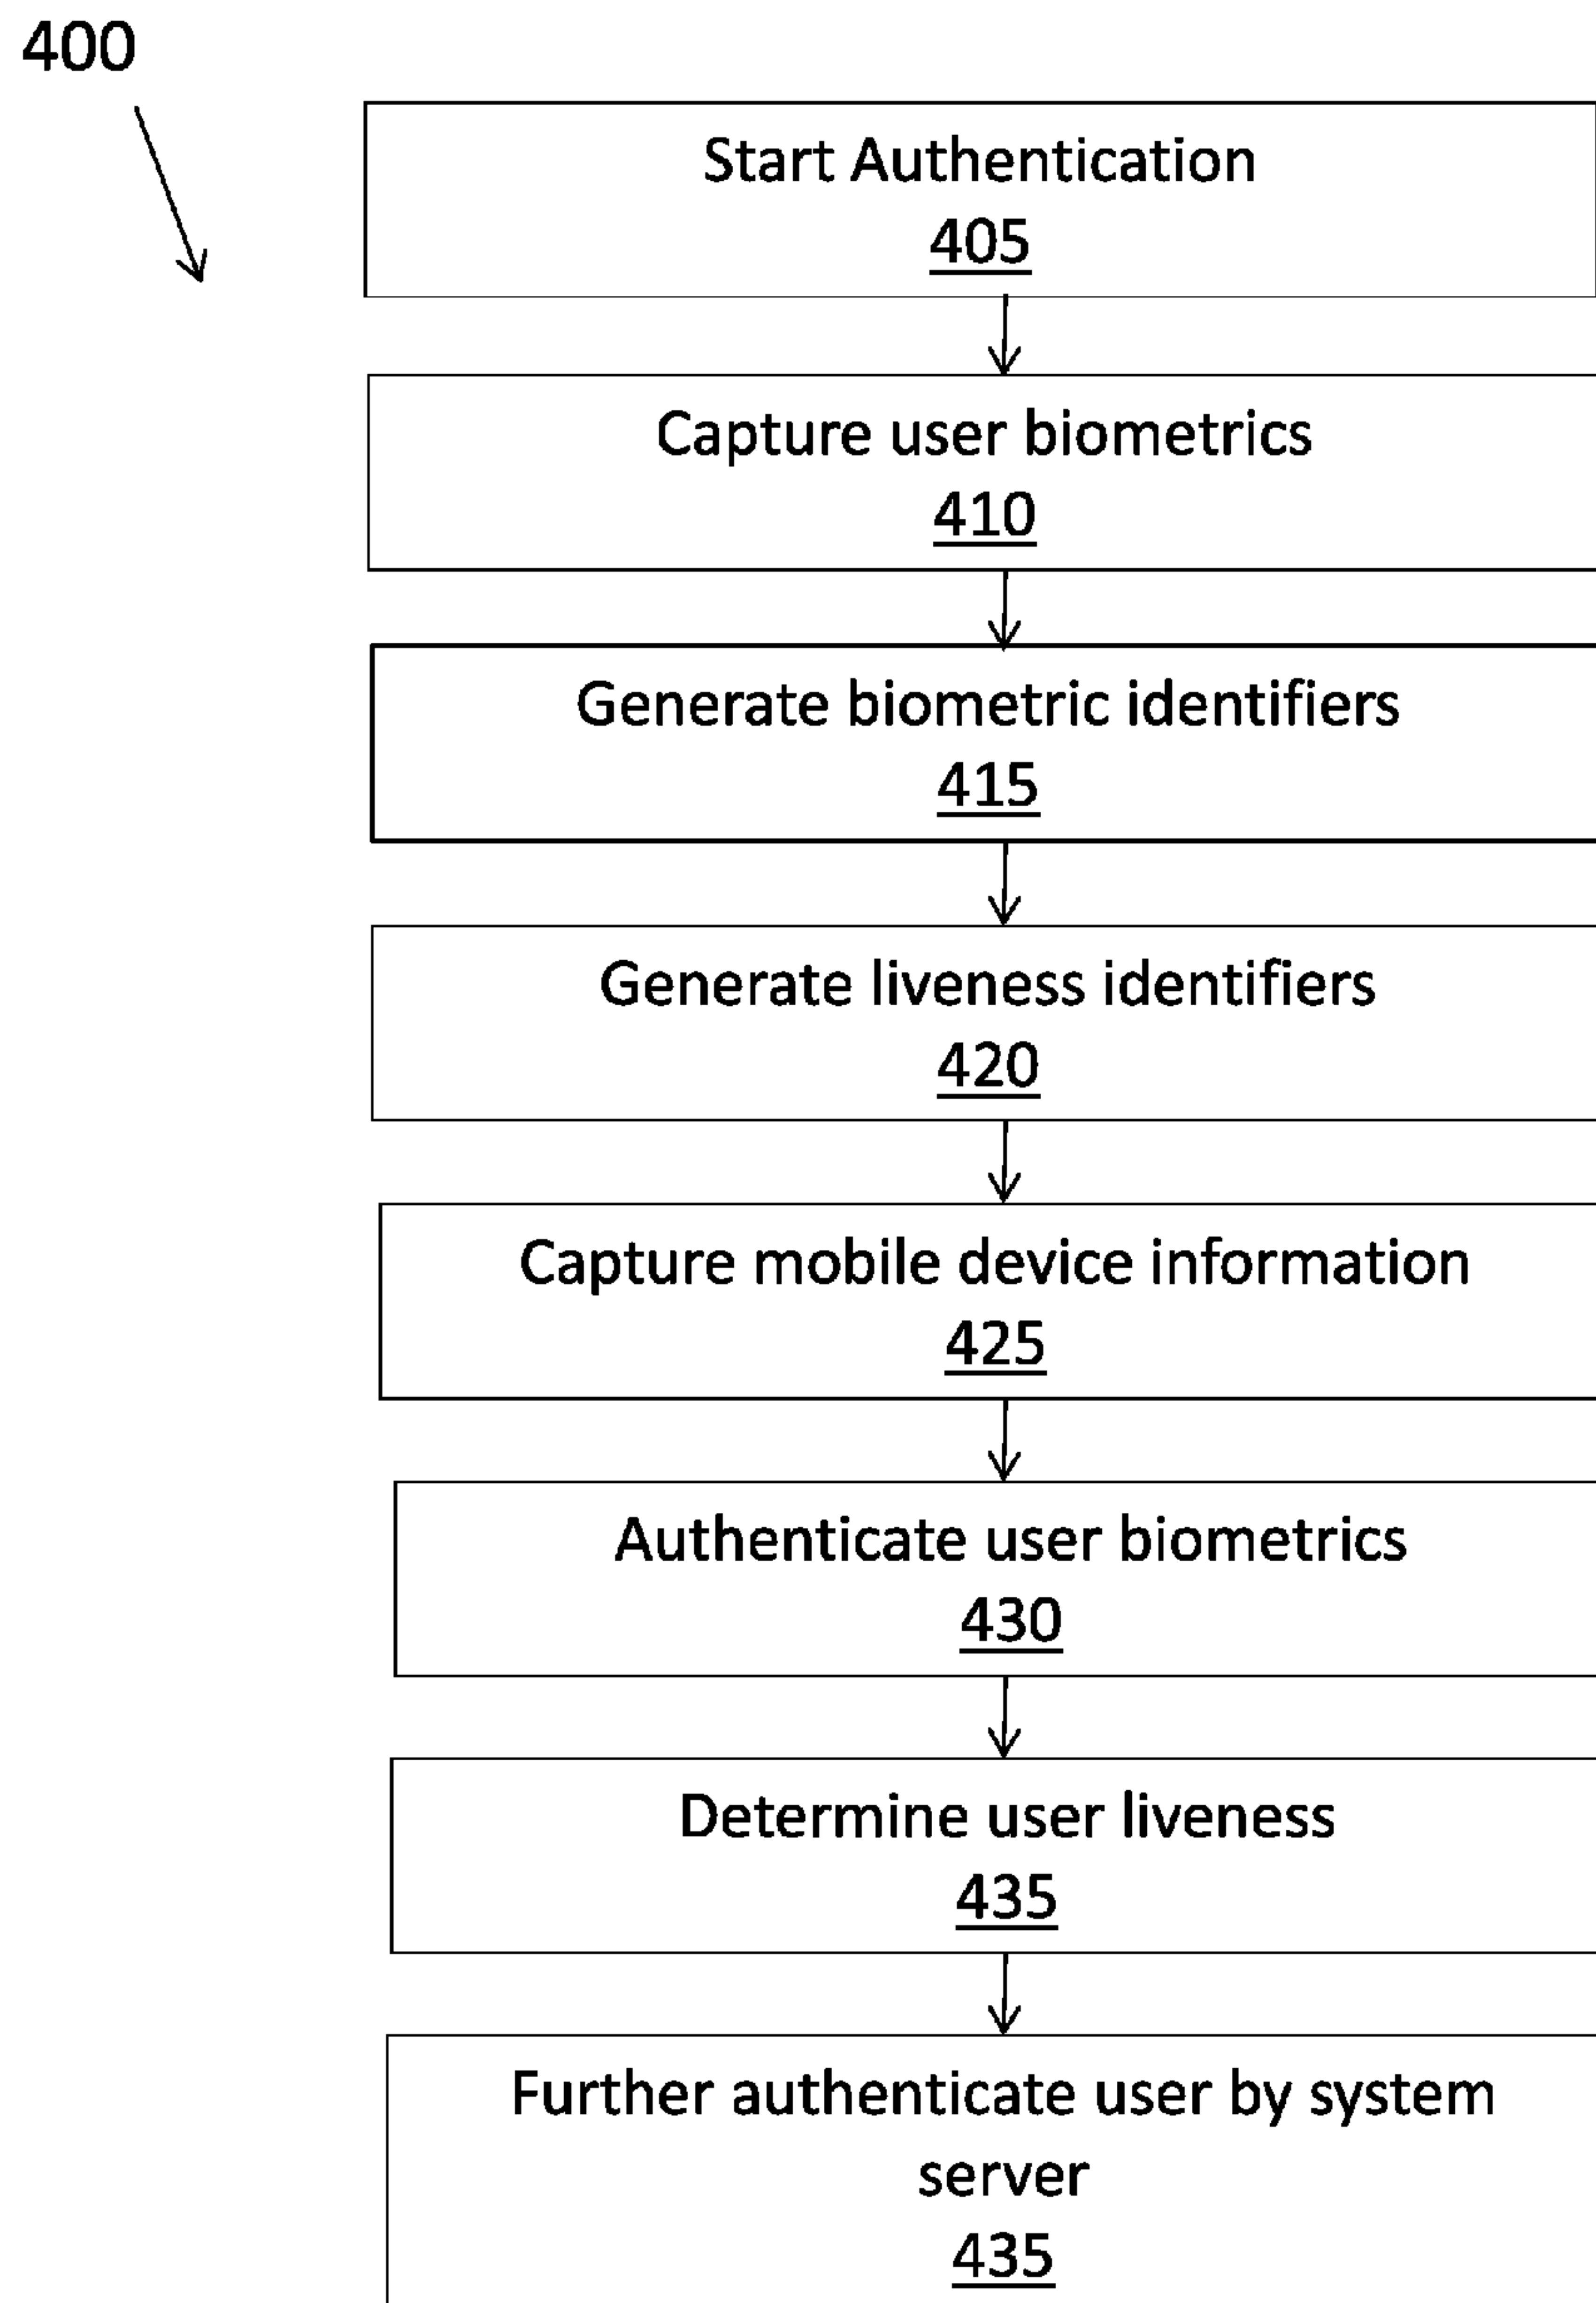 400
Start Authentication
405
Capture user biometrics
410
Generate biometric identifiers
415
Generate liveness identifiers
420
Capture mobile device information
425
Authenticate user biometrics
430
Determine user liveness
435
Further authenticate user by system
server
435